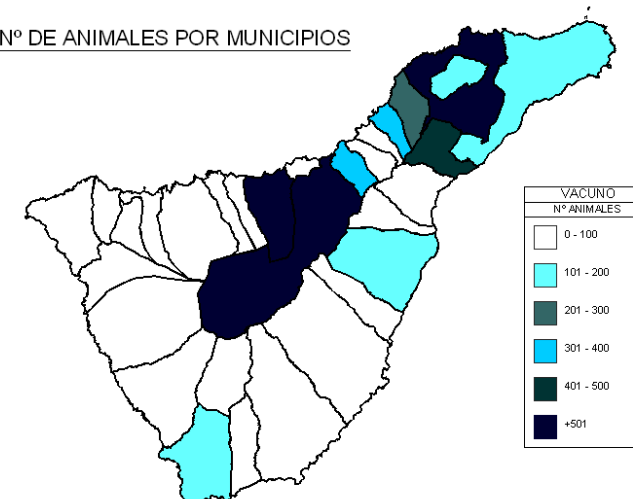 Nº DE ANIMALES POR MUNICIPIOS
VACUNO
Nº ANIMALES
0 - 100
101 - 200
201 - 300
301 - 400
401 - 500
+501